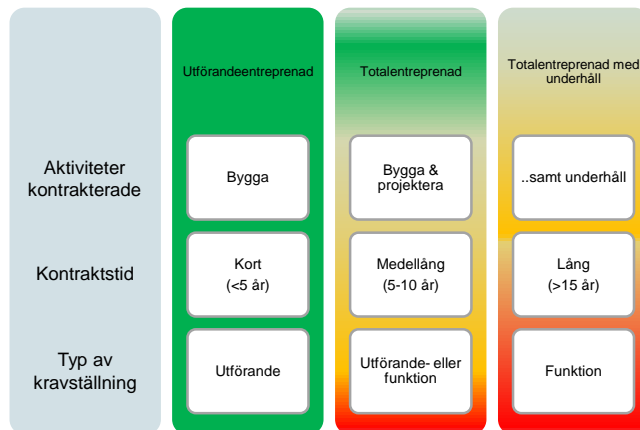 Utförandeentreprenad
Totalentreprenad
Totalentreprenad med
underhåll
Aktiviteter
kontrakterade
Bygga
Bygga &
projektera
..samt underhåll
Kontraktstid
Kort
(<5 år)
Medellång
(5-10 år)
Lång
(>15 år)
Typ av
kravställning
Utförande
Utförande- eller
funktion
Funktion